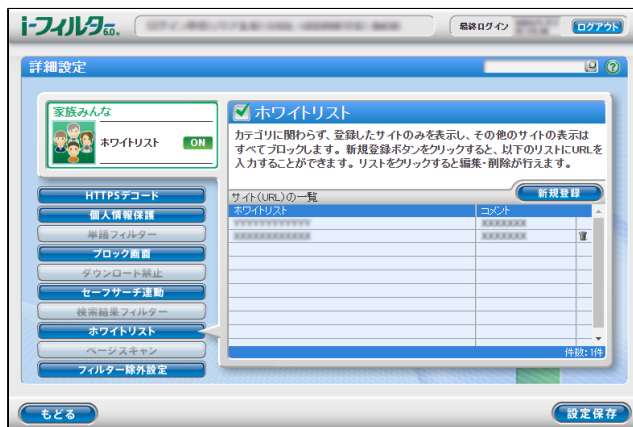 i-フィルター6.0.
最終ログイン
ログアウト
詳細設定
家族みんな
ホワイトリスト ON
HTTPSデコード
個人情報保護
単語フィルター
ブロック画面
ダウンロード禁止
セーフサーチ連動
検索結果フィルター
ホワイトリスト
ページスキャン
フィルター除外設定
ホワイトリスト
カテゴリに関わらず、登録したサイトのみを表示し、その他のサイトの表示は
すべてブロックします。新規登録ボタンをクリックすると、以下のリストにURLを
入力することができます。リストをクリックすると編集・削除が行えます。
サイト(URL)の一覧
新規登録
ホワイトリスト コメント
件数:1件
もどる
設定保存